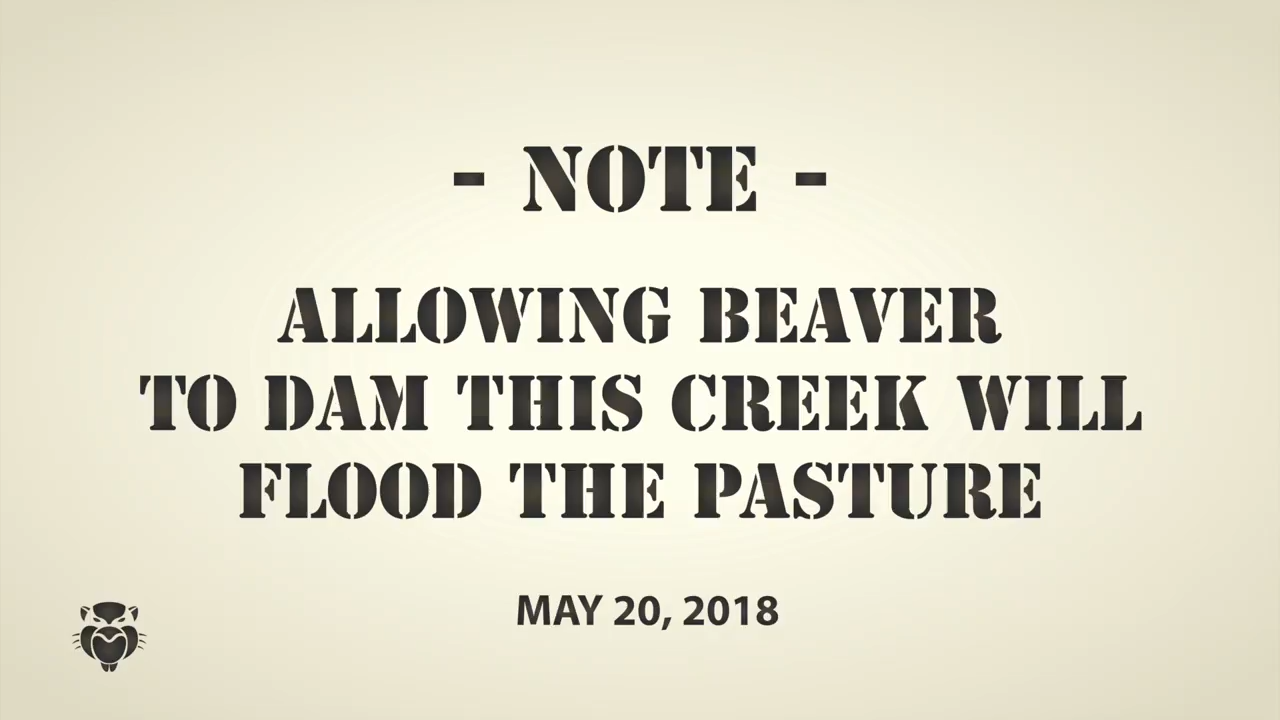 - NOTE -
ALLOWING BEAVER
TO DAM THIS CREEK WILL
FLOOD THE PASTURE
MAY 20, 2018